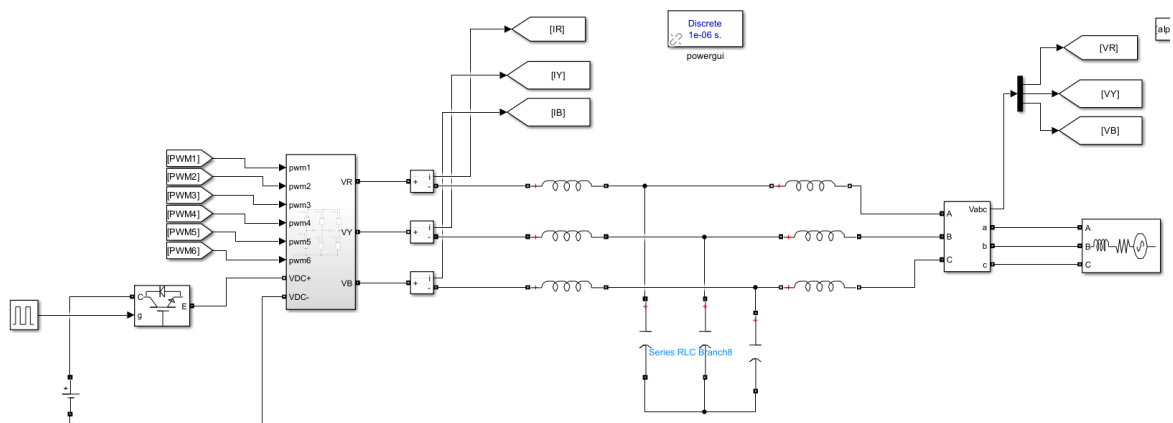 [IR]
Discrete
1e-06 s.
powergui
[alp
[VR]
[IY]
[VY]
[IB]
[VB]
[PWM1]
[PWM2]
[PWM3]
[PWM4]
[PWM5]
[PWM6]
pwm1
pwm2
pwm3
pwm4
pwm5
pwm6
VDC+
VDC-
VR
VY
VB
+ i -
+ i -
+ i -
C
g
E
+
Vabc
A
B
C
a
b
c
A
B
C
Series RLC Branch8